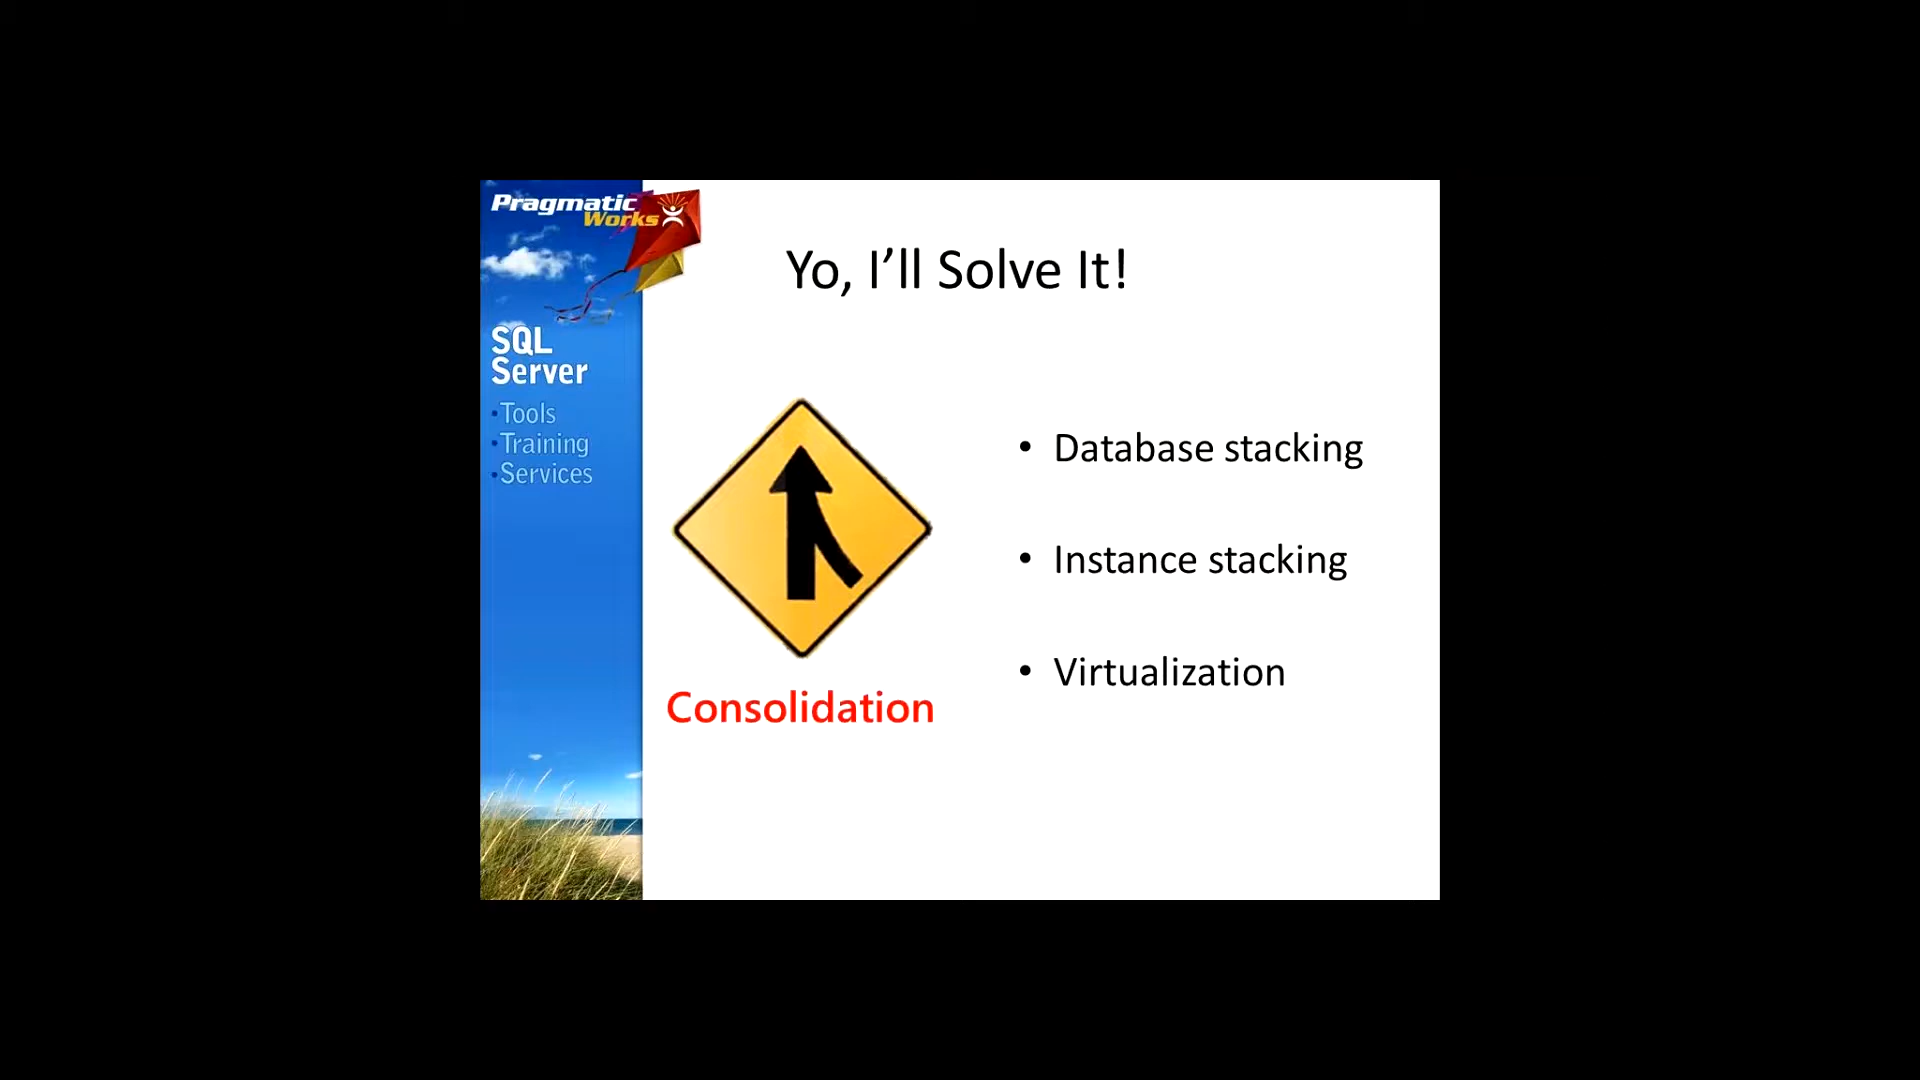 Pragmatic
Works
SQL
Server
•Tools
•Training
•Services
Yo, I’ll Solve It!
Consolidation
• Database stacking
• Instance stacking
• Virtualization